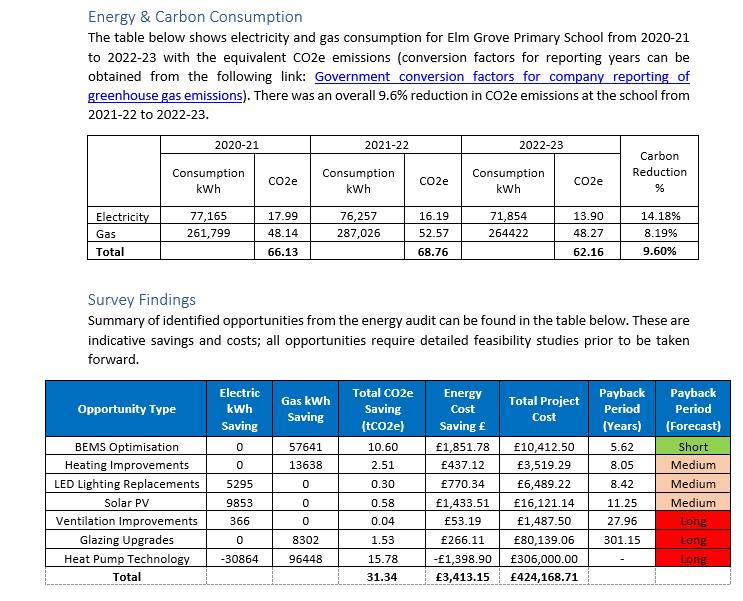 Energy & Carbon Consumption
The table below shows electricity and gas consumption for Elm Grove Primary School from 2020-21
to 2022-23 with the equivalent CO2e emissions (conversion factors for reporting years can be
obtained from the following link: Government conversion factors for company reporting of
greenhouse gas emissions). There was an overall 9.6% reduction in CO2e emissions at the school from
2021-22 to 2022-23.
2020-21 2021-22 2022-23 Carbon Reduction %
Consumption kWh CO2e Consumption kWh CO2e Consumption kWh CO2e
Electricity 77,165 17.99 76,257 16.19 71,854 13.90 14.18%
Gas 261,799 48.14 287,026 52.57 264422 48.27 8.19%
Total 66.13 68.76 62.16 9.60%
Survey Findings
Summary of identified opportunities from the energy audit can be found in the table below. These are
indicative savings and costs; all opportunities require detailed feasibility studies prior to be taken
forward.
Opportunity Type Electric kWh Saving Gas kWh Saving Total CO2e Saving (tCO2e) Energy Cost Saving £ Total Project Cost Payback Period (Years) Payback Period (Forecast)
BEMS Optimisation 0 57641 10.60 £1,851.78 £10,412.50 5.62 Short
Heating Improvements 0 13638 2.51 £437.12 £3,519.29 8.05 Medium
LED Lighting Replacements 5295 0 0.30 £770.34 £6,489.22 8.42 Medium
Solar PV 9853 0 0.58 £1,433.51 £16,121.14 11.25 Medium
Ventilation Improvements 366 0 0.04 £53.19 £1,487.50 27.96 Long
Glazing Upgrades 0 8302 1.53 £266.11 £80,139.06 301.15 Long
Heat Pump Technology -30864 96448 15.78 -£1,398.90 £306,000.00 - Long
Total 31.34 £3,413.15 £424,168.71